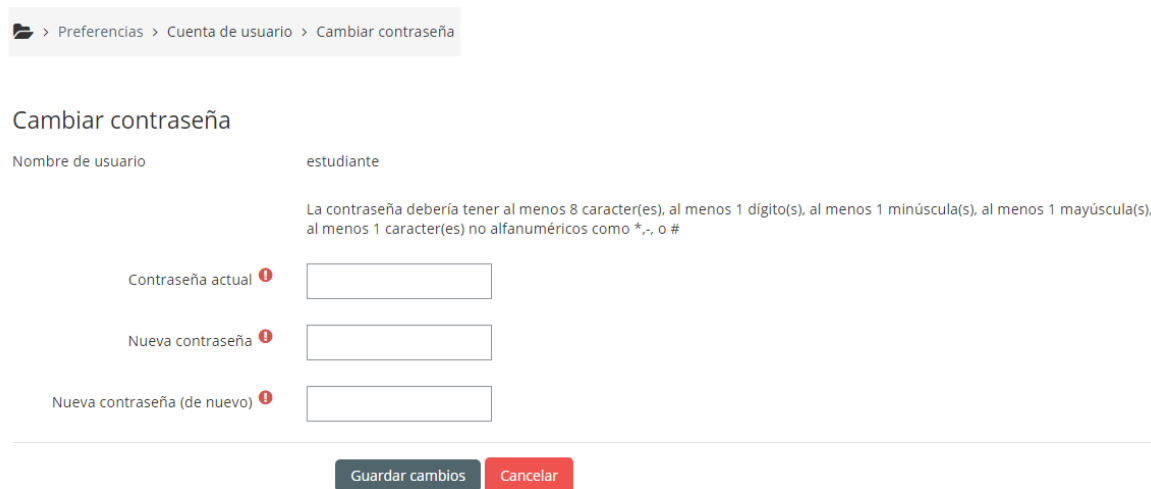 > Preferencias > Cuenta de usuario > Cambiar contraseña
Cambiar contraseña
Nombre de usuario estudiante
La contraseña debería tener al menos 8 caracter(es), al menos 1 dígito(s), al menos 1 minúscula(s), al menos 1 mayúscula(s),
al menos 1 caracter(es) no alfanuméricos como *,-, o #
Contraseña actual
Nueva contraseña
Nueva contraseña (de nuevo)
Guardar cambios Cancelar